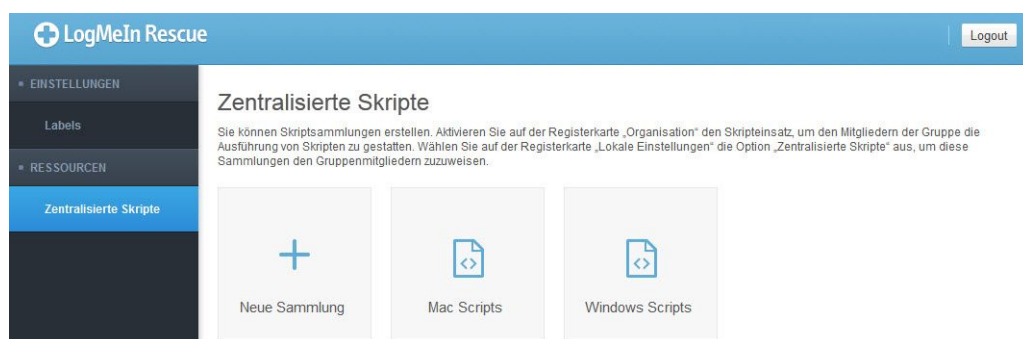 LogMeIn Rescue
Logout
EINSTELLUNGEN
Labels
RESSOURCEN
Zentralisierte Skripte
Zentralisierte Skripte
Sie können Skriptsammlungen erstellen. Aktivieren Sie auf der Registerkarte „Organisation“ den Skripteinsatz, um den Mitgliedern der Gruppe die
Ausführung von Skripten zu gestatten. Wählen Sie auf der Registerkarte „Lokale Einstellungen“ die Option „Zentralisierte Skripte“ aus, um diese
Sammlungen den Gruppenmitgliedern zuzuweisen.
Neue Sammlung
Mac Scripts
Windows Scripts